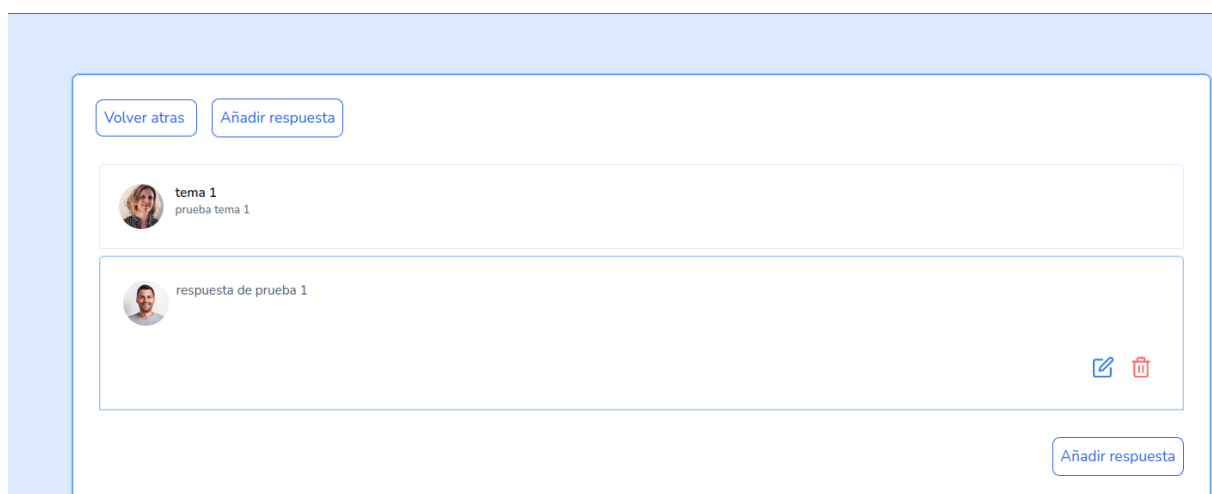 Volver atras
Añadir respuesta
tema 1
prueba tema 1
respuesta de prueba 1
Añadir respuesta